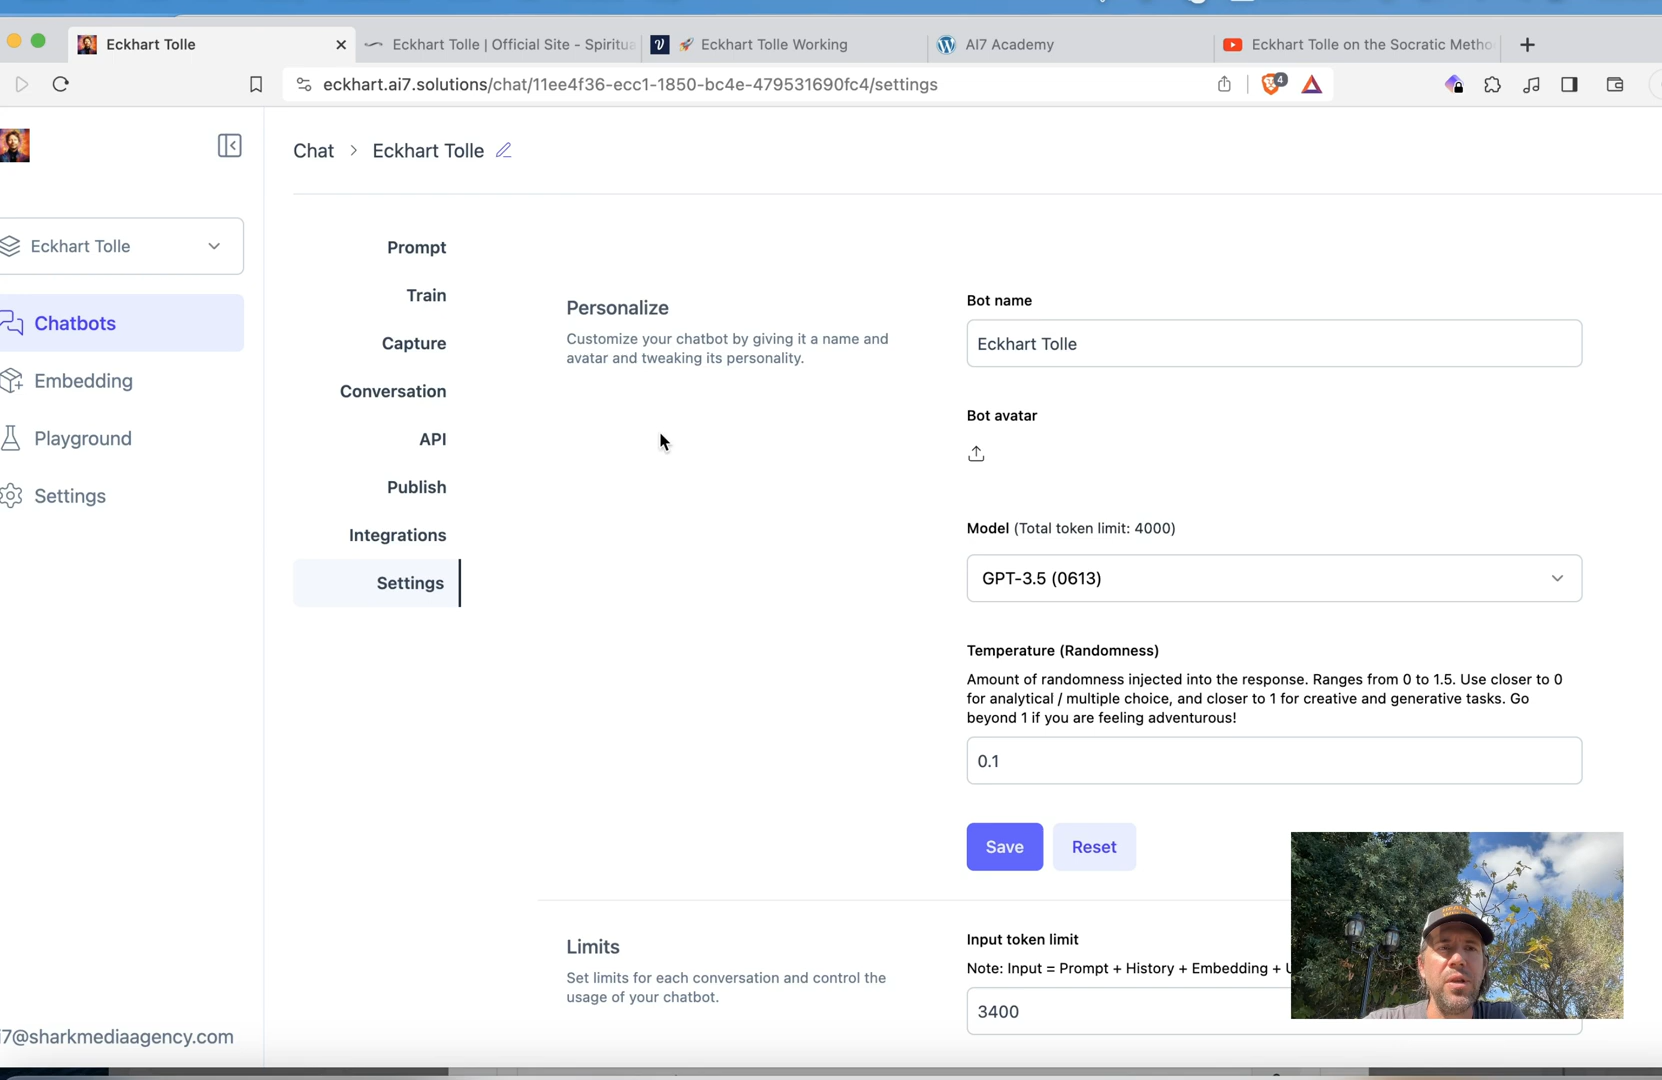 Eckhart Tolle
Eckhart Tolle | Official Site - Spiritua
Eckhart Tolle Working
AI7 Academy
Eckhart Tolle on the Socratic Metho
eckhart.ai7.solutions/chat/11ee4f36-ecc1-1850-bc4e-479531690fc4/settings
4
Chat > Eckhart Tolle
Eckhart Tolle
Chatbots
Embedding
Playground
Settings
i7@sharkmediaagency.com
Prompt
Train
Capture
Conversation
API
Publish
Integrations
Settings
Personalize
Customize your chatbot by giving it a name and
avatar and tweaking its personality.
Bot name
Eckhart Tolle
Bot avatar
Model (Total token limit: 4000)
GPT-3.5 (0613)
Temperature (Randomness)
Amount of randomness injected into the response. Ranges from 0 to 1.5. Use closer to 0
for analytical / multiple choice, and closer to 1 for creative and generative tasks. Go
beyond 1 if you are feeling adventurous!
0.1
Save
Reset
Limits
Set limits for each conversation and control the
usage of your chatbot.
Input token limit
Note: Input = Prompt + History + Embedding +
3400